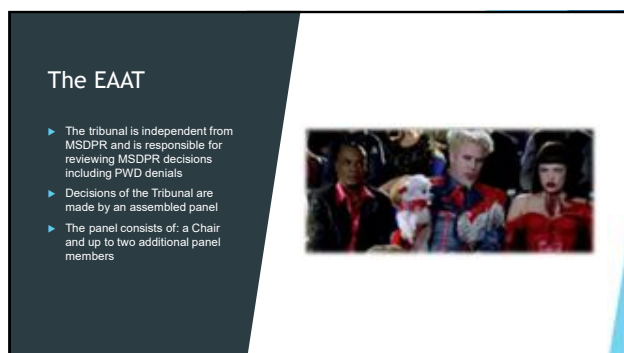 The EAAT
▶ The tribunal is independent from
MSDPR and is responsible for
reviewing MSDPR decisions
including PWD denials
▶ Decisions of the Tribunal are
made by an assembled panel
▶ The panel consists of: a Chair
and up to two additional panel
members